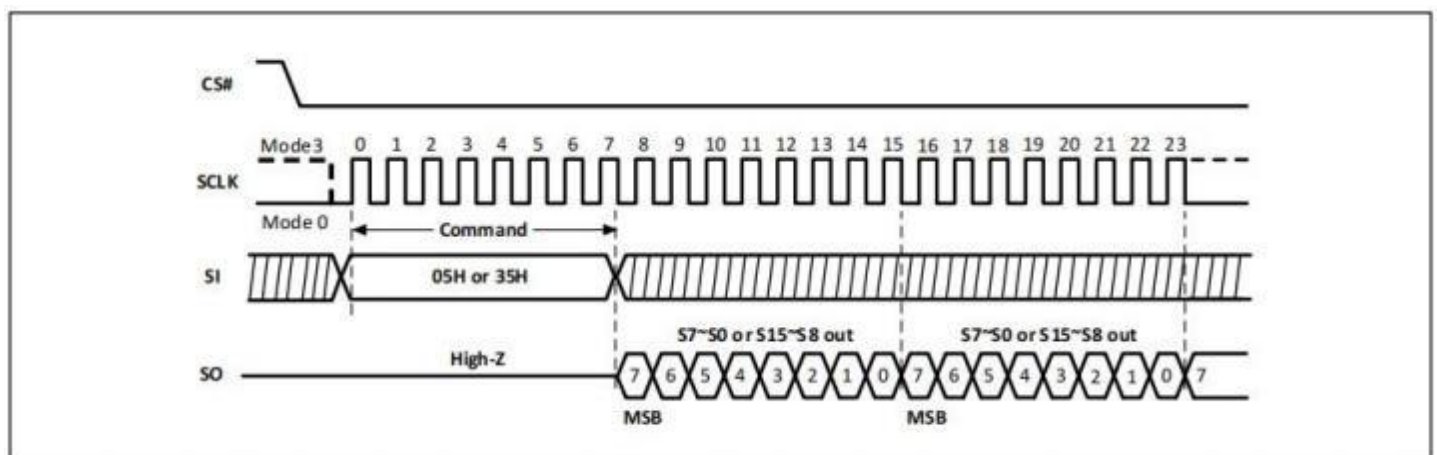 CS#
Mode3 0 1 2 3 4 5 6 7 8 9 10 11 12 13 14 15 16 17 18 19 20 21 22 23
SCLK
Mode 0
Command
SI 05H or 35H
S7~S0 or S15~S8 out S7~S0 or S15~S8 out
High-Z
SO 7 6 5 4 3 2 1 0 7 6 5 4 3 2 1 0 7
MSB MSB